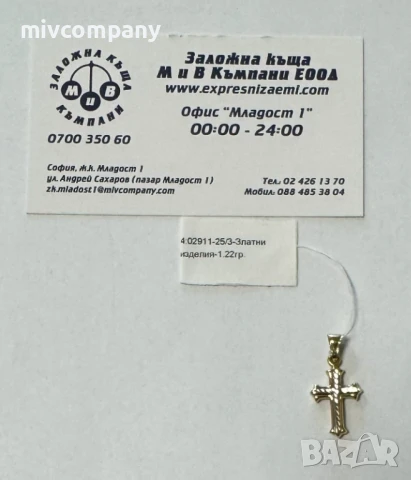 mivcompany
ЗАЛОЖНА КЪЩА
М и В
КЪМПАНИ
0700 350 60
Заложна къща
М и В Къмпани ЕООД
www.expresnizaemi.com
Офис "Младост 1"
00:00 - 24:00
София, ж.к. Младост 1
ул. Андрей Сахаров (пазар Младост 1)
zk.mladost1@mivcompany.com
Тел.: 02 426 13 70
Мобил.: 088 485 38 04
4:02911-25/3-Златни
изделия-1.22гр.
bazar